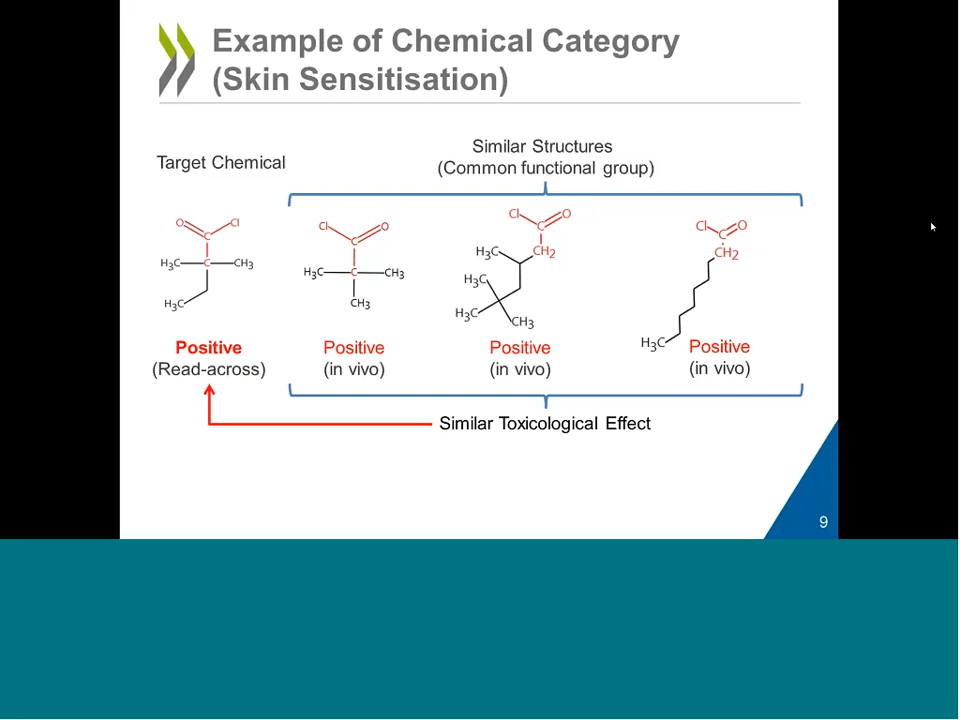 Example of Chemical Category
(Skin Sensitisation)
Target Chemical
Similar Structures
(Common functional group)
O
Cl
C
H3C
C
CH3
H3C
Cl
O
C
H3C
C
CH3
CH3
Cl
O
C
CH2
H3C
H3C
H3C
CH3
Cl
O
C
CH2
H3C
Positive
(Read-across)
Positive
(in vivo)
Positive
(in vivo)
Positive
(in vivo)
Similar Toxicological Effect
9